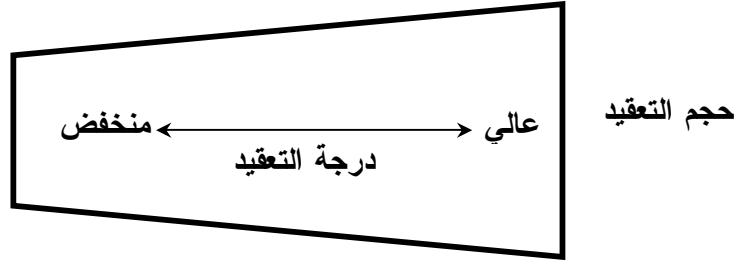 حجم التعقيد
عالي
منخفض
درجة التعقيد